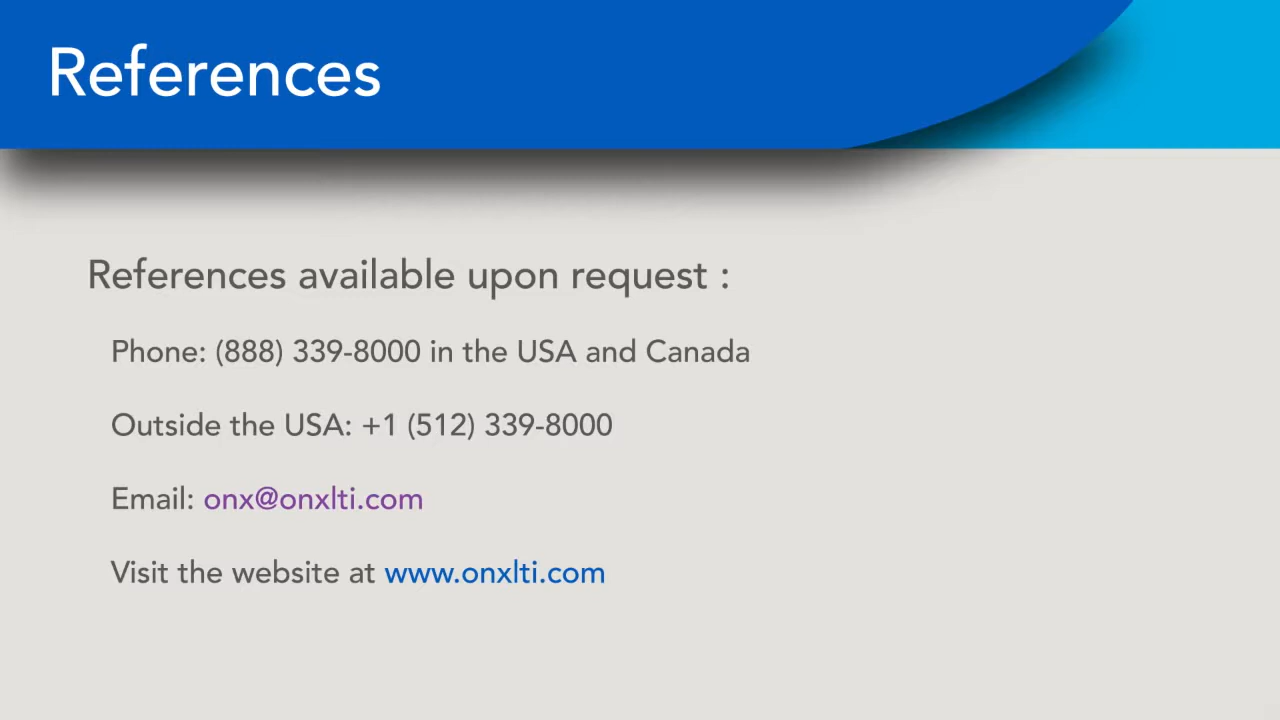 References
References available upon request :
Phone: (888) 339-8000 in the USA and Canada
Outside the USA: +1 (512) 339-8000
Email: onx@onxlti.com
Visit the website at www.onxlti.com